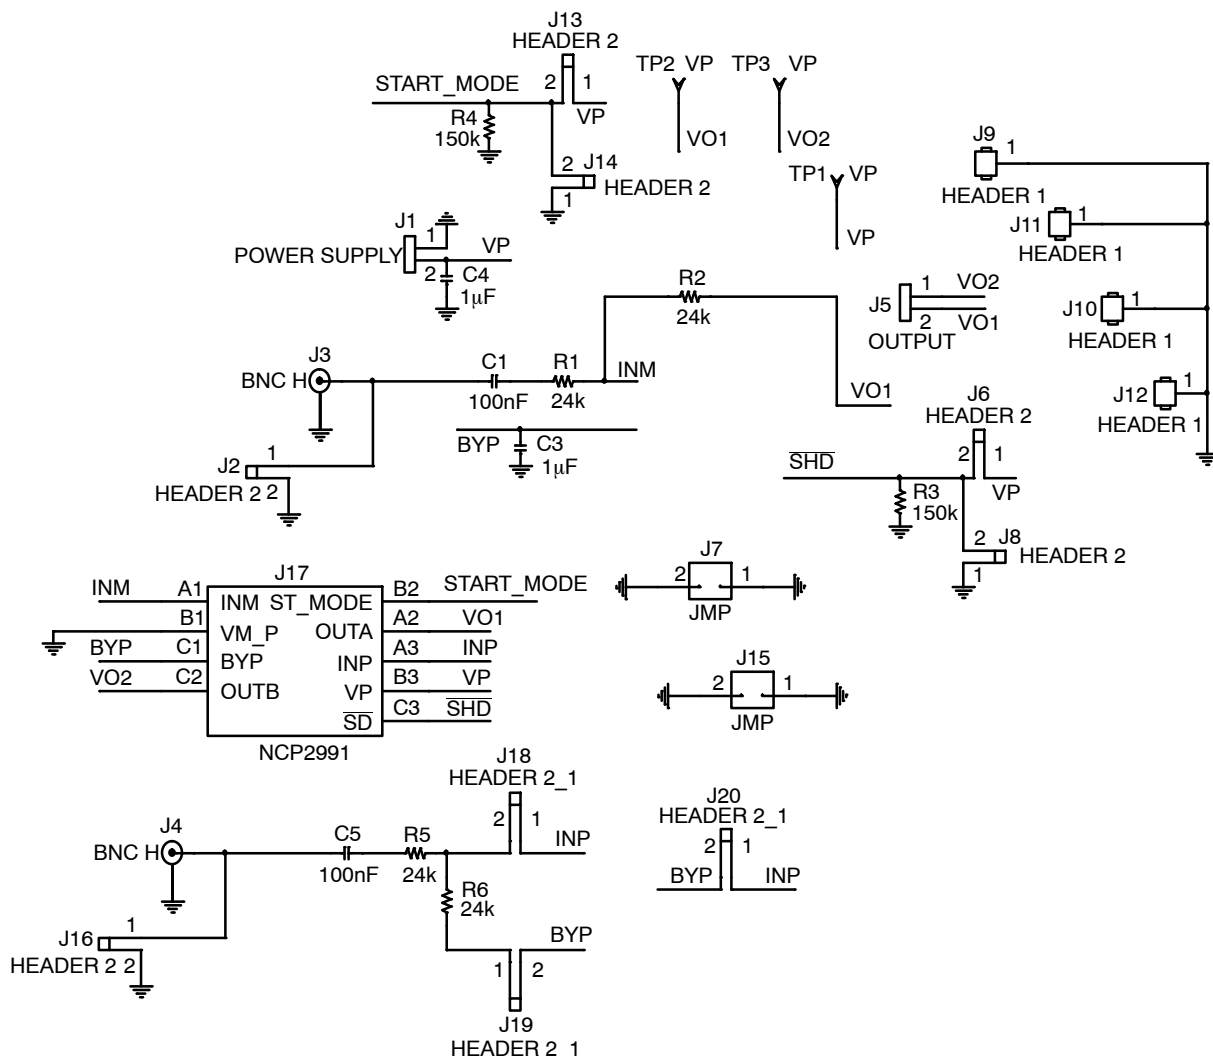 J13
HEADER 2
2
1
START_MODE
VP
R4
150k
2
J14
HEADER 2
1
TP2 VP
VO1
TP3 VP
VO2
TP1 VP
VP
J9
1
HEADER 1
J11
1
HEADER 1
J10
1
HEADER 1
J12
1
HEADER 1
J1
1
POWER SUPPLY
VP
2
C4
1μF
R2
24k
J5
1
VO2
2
VO1
OUTPUT
J3
BNC H
C1
100nF
R1
24k
INM
VO1
BYP
C3
1μF
J2
1
HEADER 2
2
J6
HEADER 2
2
1
SHD
VP
R3
150k
2
J8
HEADER 2
1
J17
INM
A1
INM
ST_MODE
B2
START_MODE
B1
VM_P
OUTA
A2
VO1
BYP
C1
BYP
INP
A3
INP
VO2
C2
OUTB
VP
B3
VP
SD
C3
SHD
NCP2991
J7
2
1
JMP
J15
2
1
JMP
J18
HEADER 2_1
2
1
INP
J4
BNC H
C5
100nF
R5
24k
R6
24k
J16
1
HEADER 2
2
BYP
1
2
J19
HEADER 2_1
J20
HEADER 2_1
2
1
BYP
INP